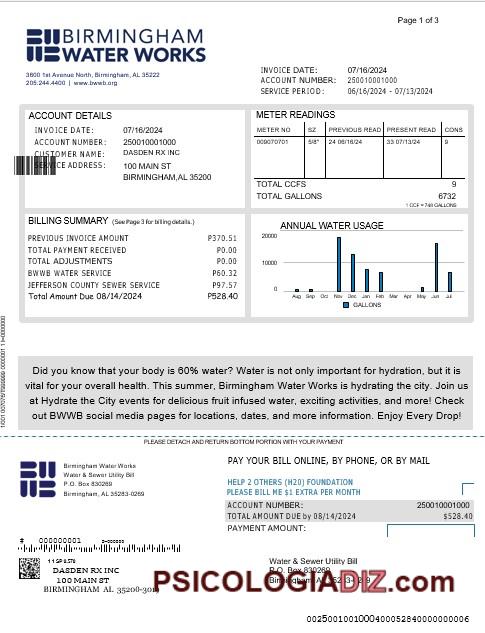 Page 1 of 3
BIRMINGHAM
WATER WORKS
3600 1st Avenue North, Birmingham, AL 35222
205.244.4400 | www.bwwb.org
INVOICE DATE: 07/16/2024
ACCOUNT NUMBER: 250010001000
SERVICE PERIOD: 06/16/2024 - 07/13/2024
ACCOUNT DETAILS
INVOICE DATE: 07/16/2024
ACCOUNT NUMBER: 250010001000
CUSTOMER NAME: DASDEN RX INC
SERVICE ADDRESS: 100 MAIN ST
BIRMINGHAM,AL 35200
METER READINGS
METER NO SZ PREVIOUS READ PRESENT READ CONS
009070701 5/8" 24 06/16/24 33 07/13/24 9
TOTAL CCFS 9
TOTAL GALLONS 6732
1 CCF = 748 GALLONS
BILLING SUMMARY (See Page 3 for billing details.)
PREVIOUS INVOICE AMOUNT ₱370.51
TOTAL PAYMENT RECEIVED ₱0.00
TOTAL ADJUSTMENTS ₱0.00
BWWB WATER SERVICE ₱60.32
JEFFERSON COUNTY SEWER SERVICE ₱97.57
Total Amount Due 08/14/2024 ₱528.40
ANNUAL WATER USAGE
20000
10000
0
Aug Sep Oct Nov Dec Jan Feb Mar Apr May Jun Jul
GALLONS
Did you know that your body is 60% water? Water is not only important for hydration, but it is
vital for your overall health. This summer, Birmingham Water Works is hydrating the city. Join us
at Hydrate the City events for delicious fruit infused water, exciting activities, and more! Check
out BWWB social media pages for locations, dates, and more information. Enjoy Every Drop!
PLEASE DETACH AND RETURN BOTTOM PORTION WITH YOUR PAYMENT
Birmingham Water Works
Water & Sewer Utility Bill
P.O. Box 830269
Birmingham, AL 35283-0269
PAY YOUR BILL ONLINE, BY PHONE, OR BY MAIL
HELP 2 OTHERS (H20) FOUNDATION
PLEASE BILL ME $1 EXTRA PER MONTH
ACCOUNT NUMBER: 250010001000
TOTAL AMOUNT DUE by 08/14/2024 $528.40
PAYMENT AMOUNT:
# 000000001
DASDEN RX INC
100 MAIN ST
BIRMINGHAM AL
Water & Sewer Utility Bill
P.O. Box 830269
Birmingham, AL
PSICOLOGIADIZ.com